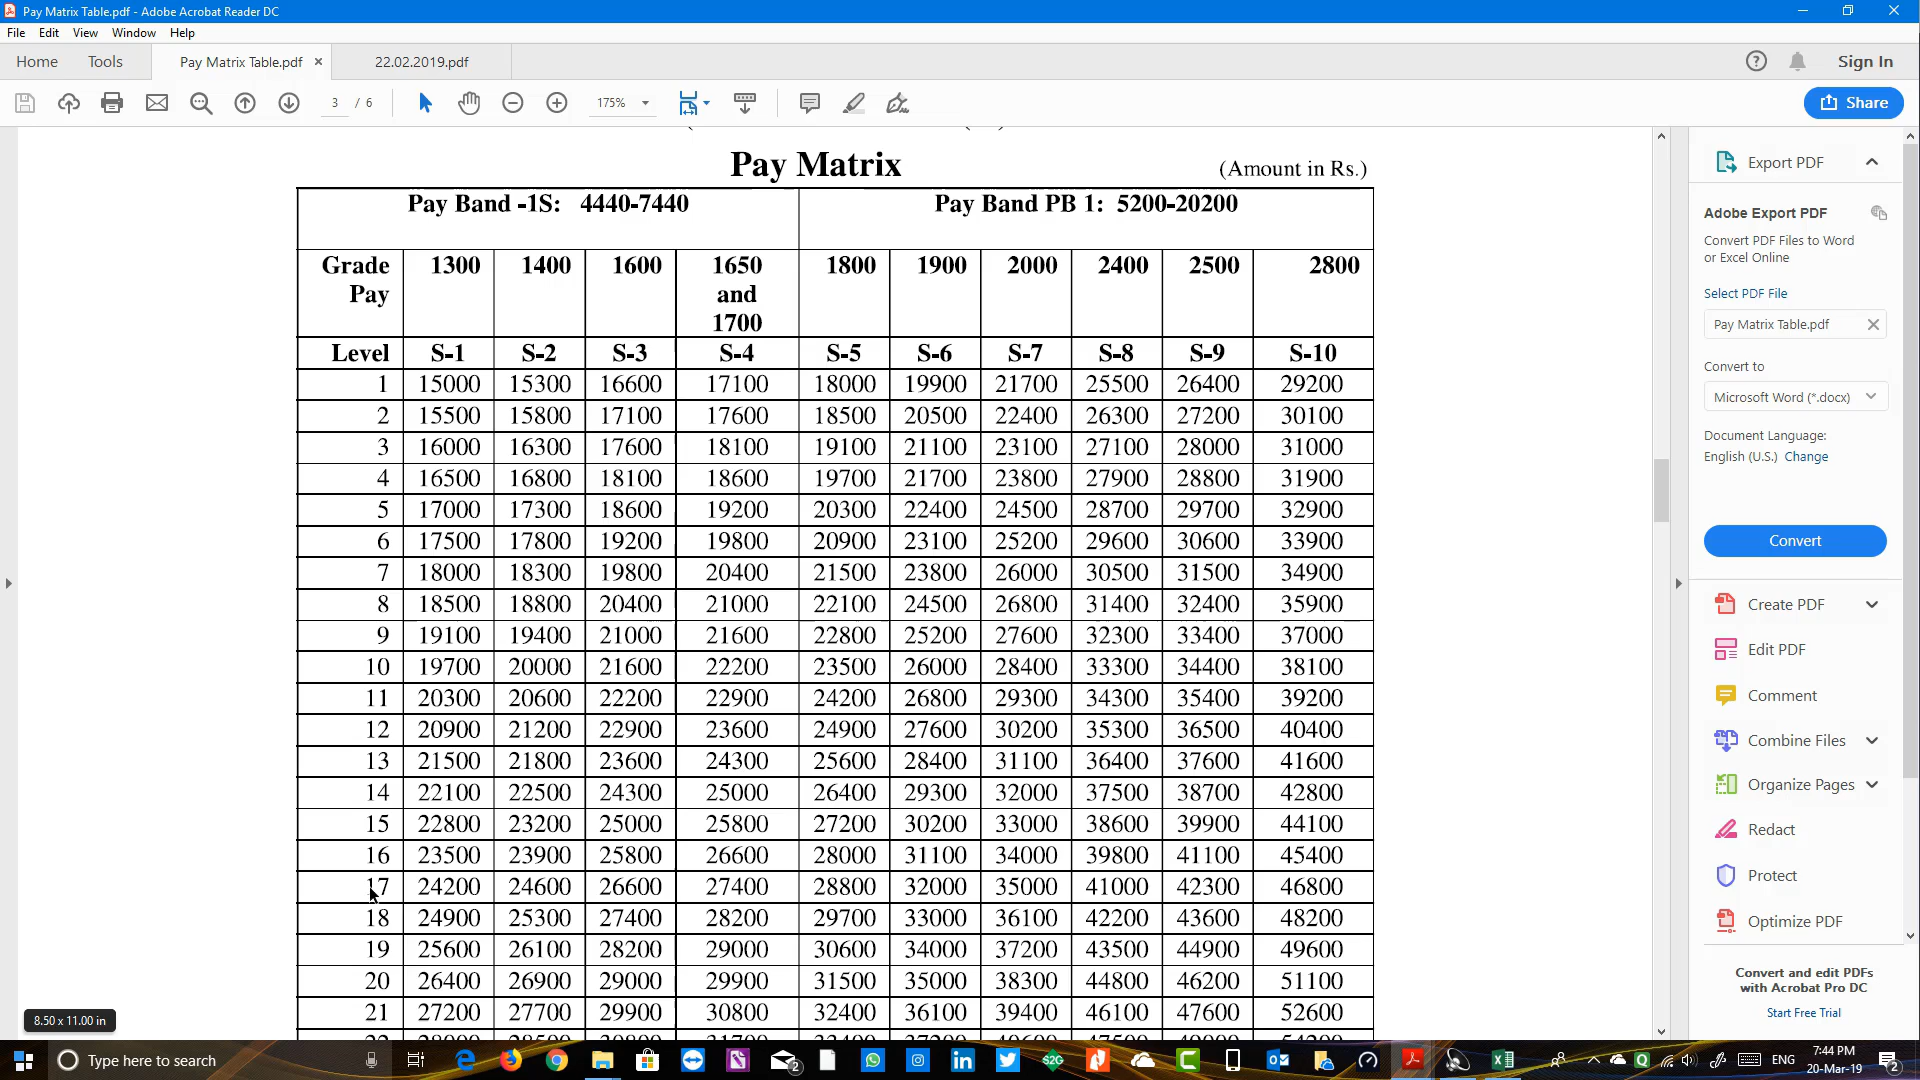 Pay Matrix Table.pdf - Adobe Acrobat Reader DC
File Edit View Window Help
Home Tools Pay Matrix Table.pdf × 22.02.2019.pdf Sign In
3 / 6 175% Share
Pay Matrix (Amount in Rs.)
Pay Band -1S: 4440-7440 Pay Band PB 1: 5200-20200
Grade Pay 1300 1400 1600 1650 and 1700 1800 1900 2000 2400 2500 2800
Level S-1 S-2 S-3 S-4 S-5 S-6 S-7 S-8 S-9 S-10
1 15000 15300 16600 17100 18000 19900 21700 25500 26400 29200
2 15500 15800 17100 17600 18500 20500 22400 26300 27200 30100
3 16000 16300 17600 18100 19100 21100 23100 27100 28000 31000
4 16500 16800 18100 18600 19700 21700 23800 27900 28800 31900
5 17000 17300 18600 19200 20300 22400 24500 28700 29700 32900
6 17500 17800 19200 19800 20900 23100 25200 29600 30600 33900
7 18000 18300 19800 20400 21500 23800 26000 30500 31500 34900
8 18500 18800 20400 21000 22100 24500 26800 31400 32400 35900
9 19100 19400 21000 21600 22800 25200 27600 32300 33400 37000
10 19700 20000 21600 22200 23500 26000 28400 33300 34400 38100
11 20300 20600 22200 22900 24200 26800 29300 34300 35400 39200
12 20900 21200 22900 23600 24900 27600 30200 35300 36500 40400
13 21500 21800 23600 24300 25600 28400 31100 36400 37600 41600
14 22100 22500 24300 25000 26400 29300 32000 37500 38700 42800
15 22800 23200 25000 25800 27200 30200 33000 38600 39900 44100
16 23500 23900 25800 26600 28000 31100 34000 39800 41100 45400
17 24200 24600 26600 27400 28800 32000 35000 41000 42300 46800
18 24900 25300 27400 28200 29700 33000 36100 42200 43600 48200
19 25600 26100 28200 29000 30600 34000 37200 43500 44900 49600
20 26400 26900 29000 29900 31500 35000 38300 44800 46200 51100
21 27200 27700 29900 30800 32400 36100 39400 46100 47600 52600
8.50 x 11.00 in
Export PDF
Adobe Export PDF
Convert PDF Files to Word
or Excel Online
Select PDF File
Pay Matrix Table.pdf
Convert to
Microsoft Word (*.docx)
Document Language:
English (U.S.) Change
Convert
Create PDF
Edit PDF
Comment
Combine Files
Organize Pages
Redact
Protect
Optimize PDF
Convert and edit PDFs
with Acrobat Pro DC
Start Free Trial
Type here to search
2
S2G
ENG
7:44 PM
20-Mar-19
2